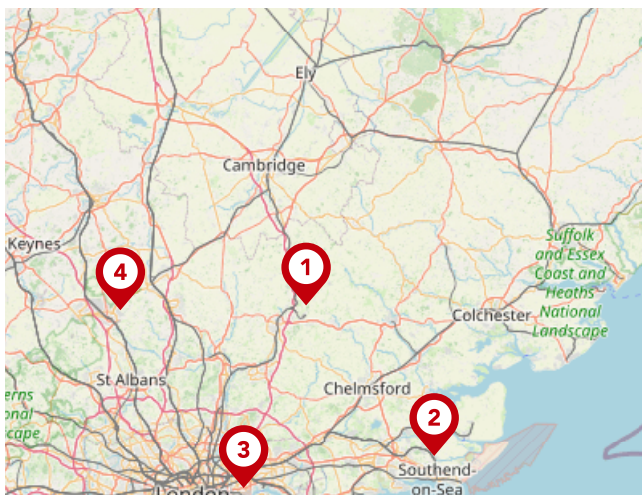 Ely
Cambridge
Suffolk
and Essex
Coast and
Heaths
National
Landscape
Keynes
1
4
Colchester
St Albans
Chelmsford
erns
onal
cape
2
3
Southend-
on-Sea
London